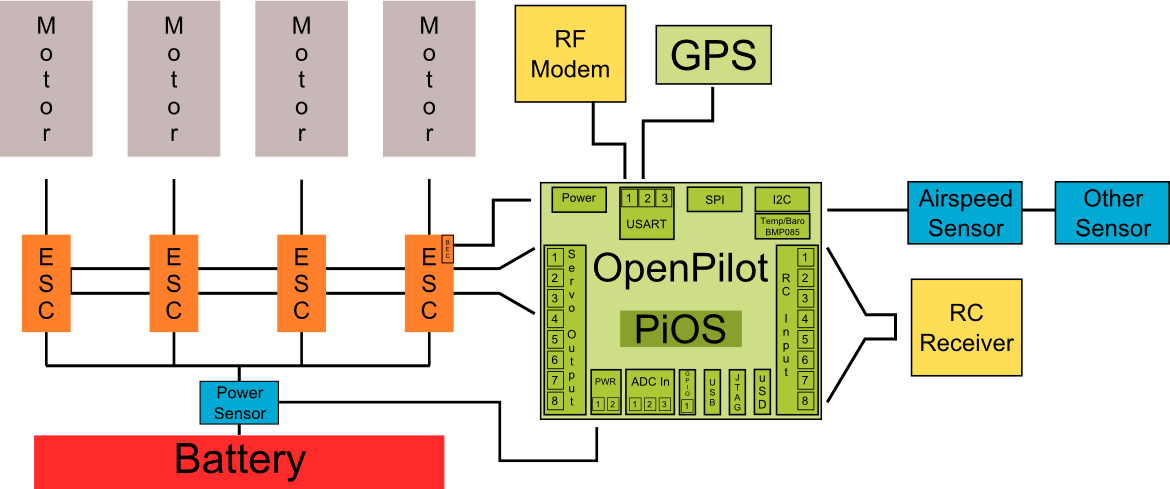 Motor
Motor
Motor
Motor
RF
Modem
GPS
Power
1 2 3
USART
SPI
I2C
Temp/Baro
BMP085
Airspeed
Sensor
Other
Sensor
ESC
ESC
ESC
ESC
BEC
1
2
3
4
5
6
7
8
Servo Output
OpenPilot
PiOS
RC Input
1
2
3
4
5
6
7
8
RC
Receiver
PWR
1 2
ADC In
1 2 3
GPIO
1
USB
JTAG
uSD
Power
Sensor
Battery